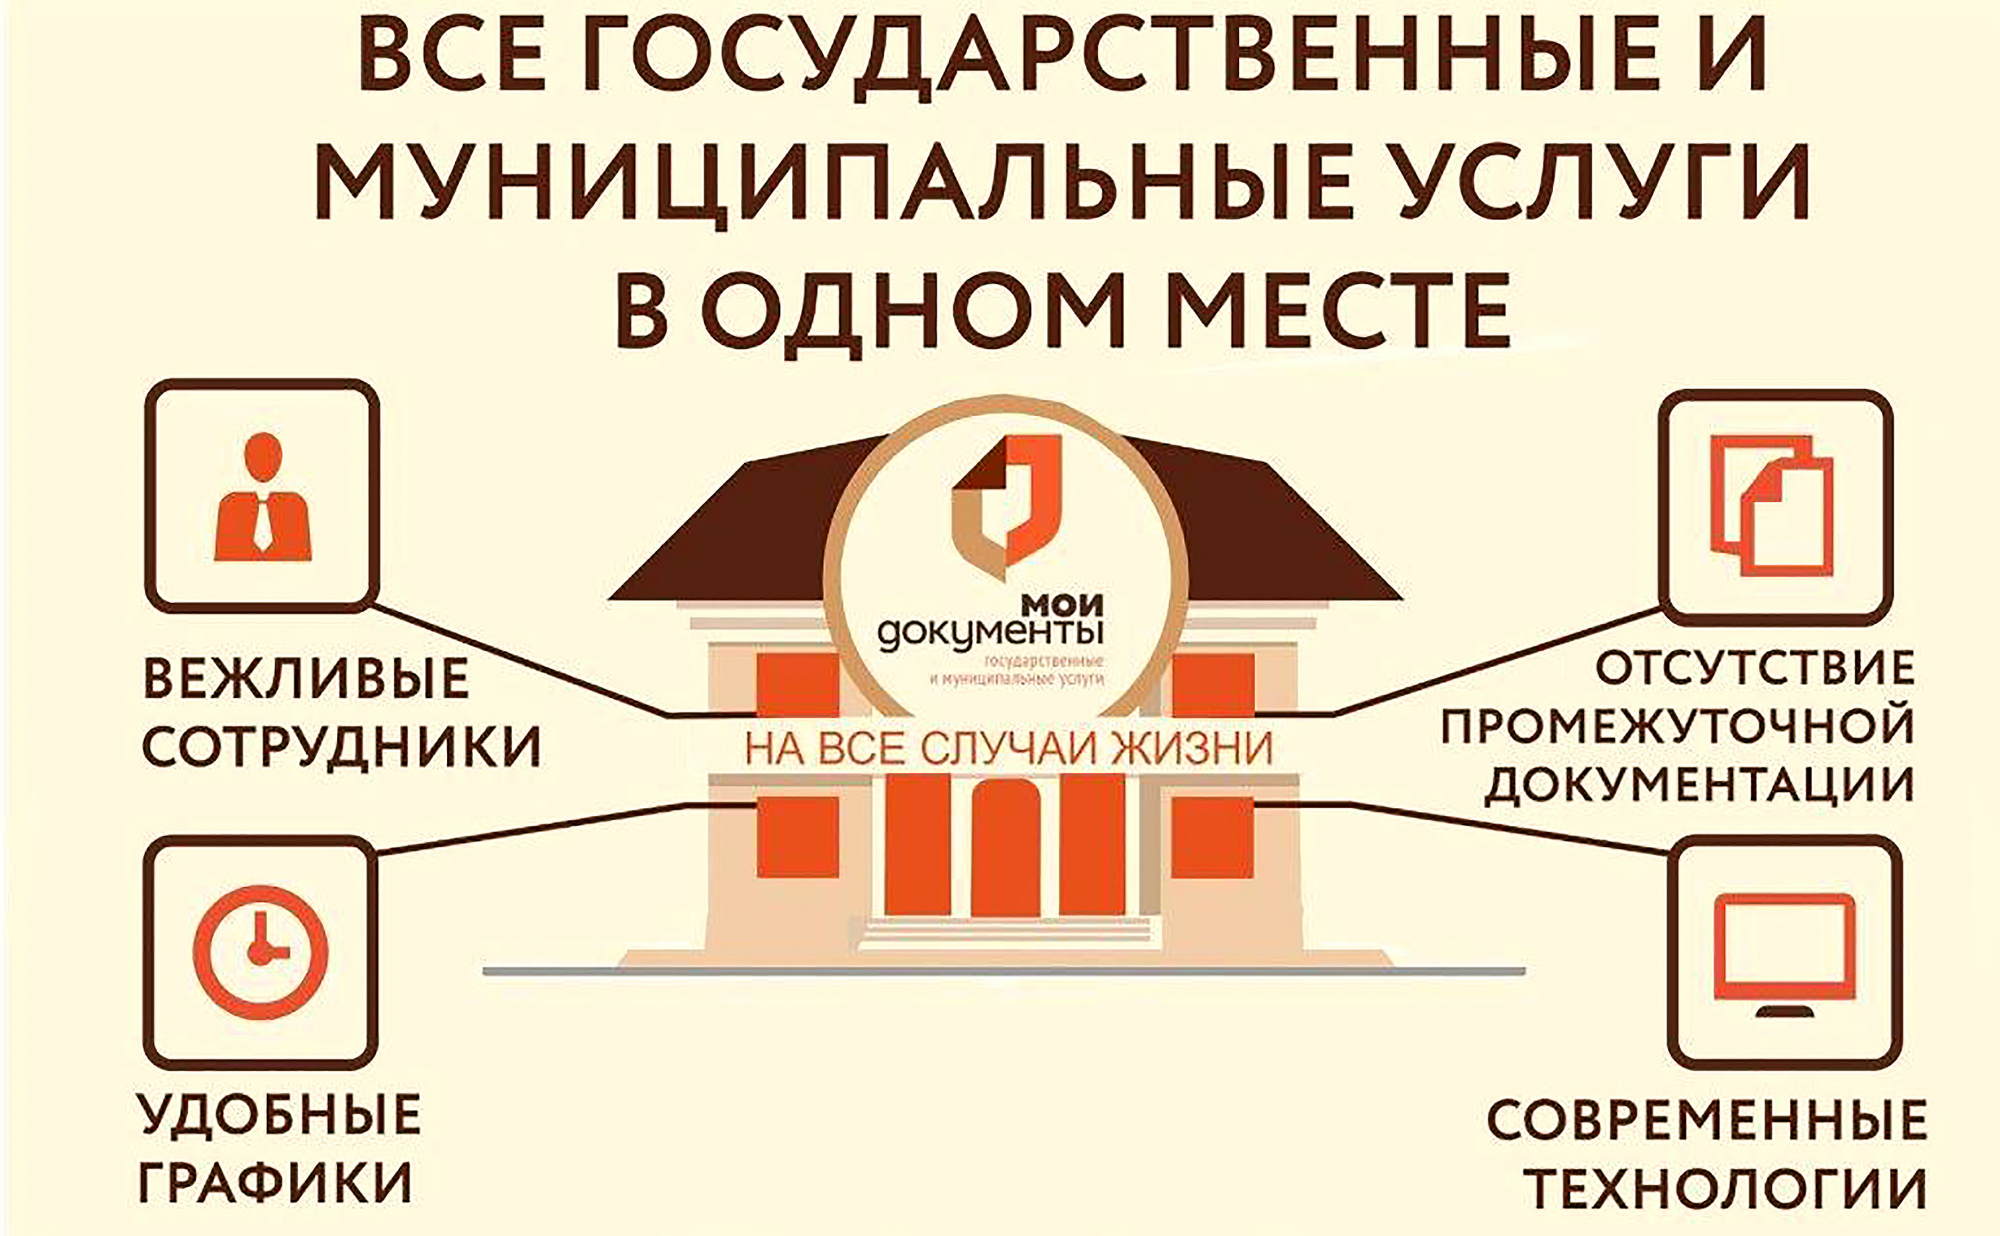 ВСЕ ГОСУДАРСТВЕННЫЕ И
МУНИЦИПАЛЬНЫЕ УСЛУГИ
В ОДНОМ МЕСТЕ
мои
документы
государственные
и муниципальные услуги
НА ВСЕ СЛУЧАИ ЖИЗНИ
ВЕЖЛИВЫЕ
СОТРУДНИКИ
ОТСУТСТВИЕ
ПРОМЕЖУТОЧНОЙ
ДОКУМЕНТАЦИИ
УДОБНЫЕ
ГРАФИКИ
СОВРЕМЕННЫЕ
ТЕХНОЛОГИИ